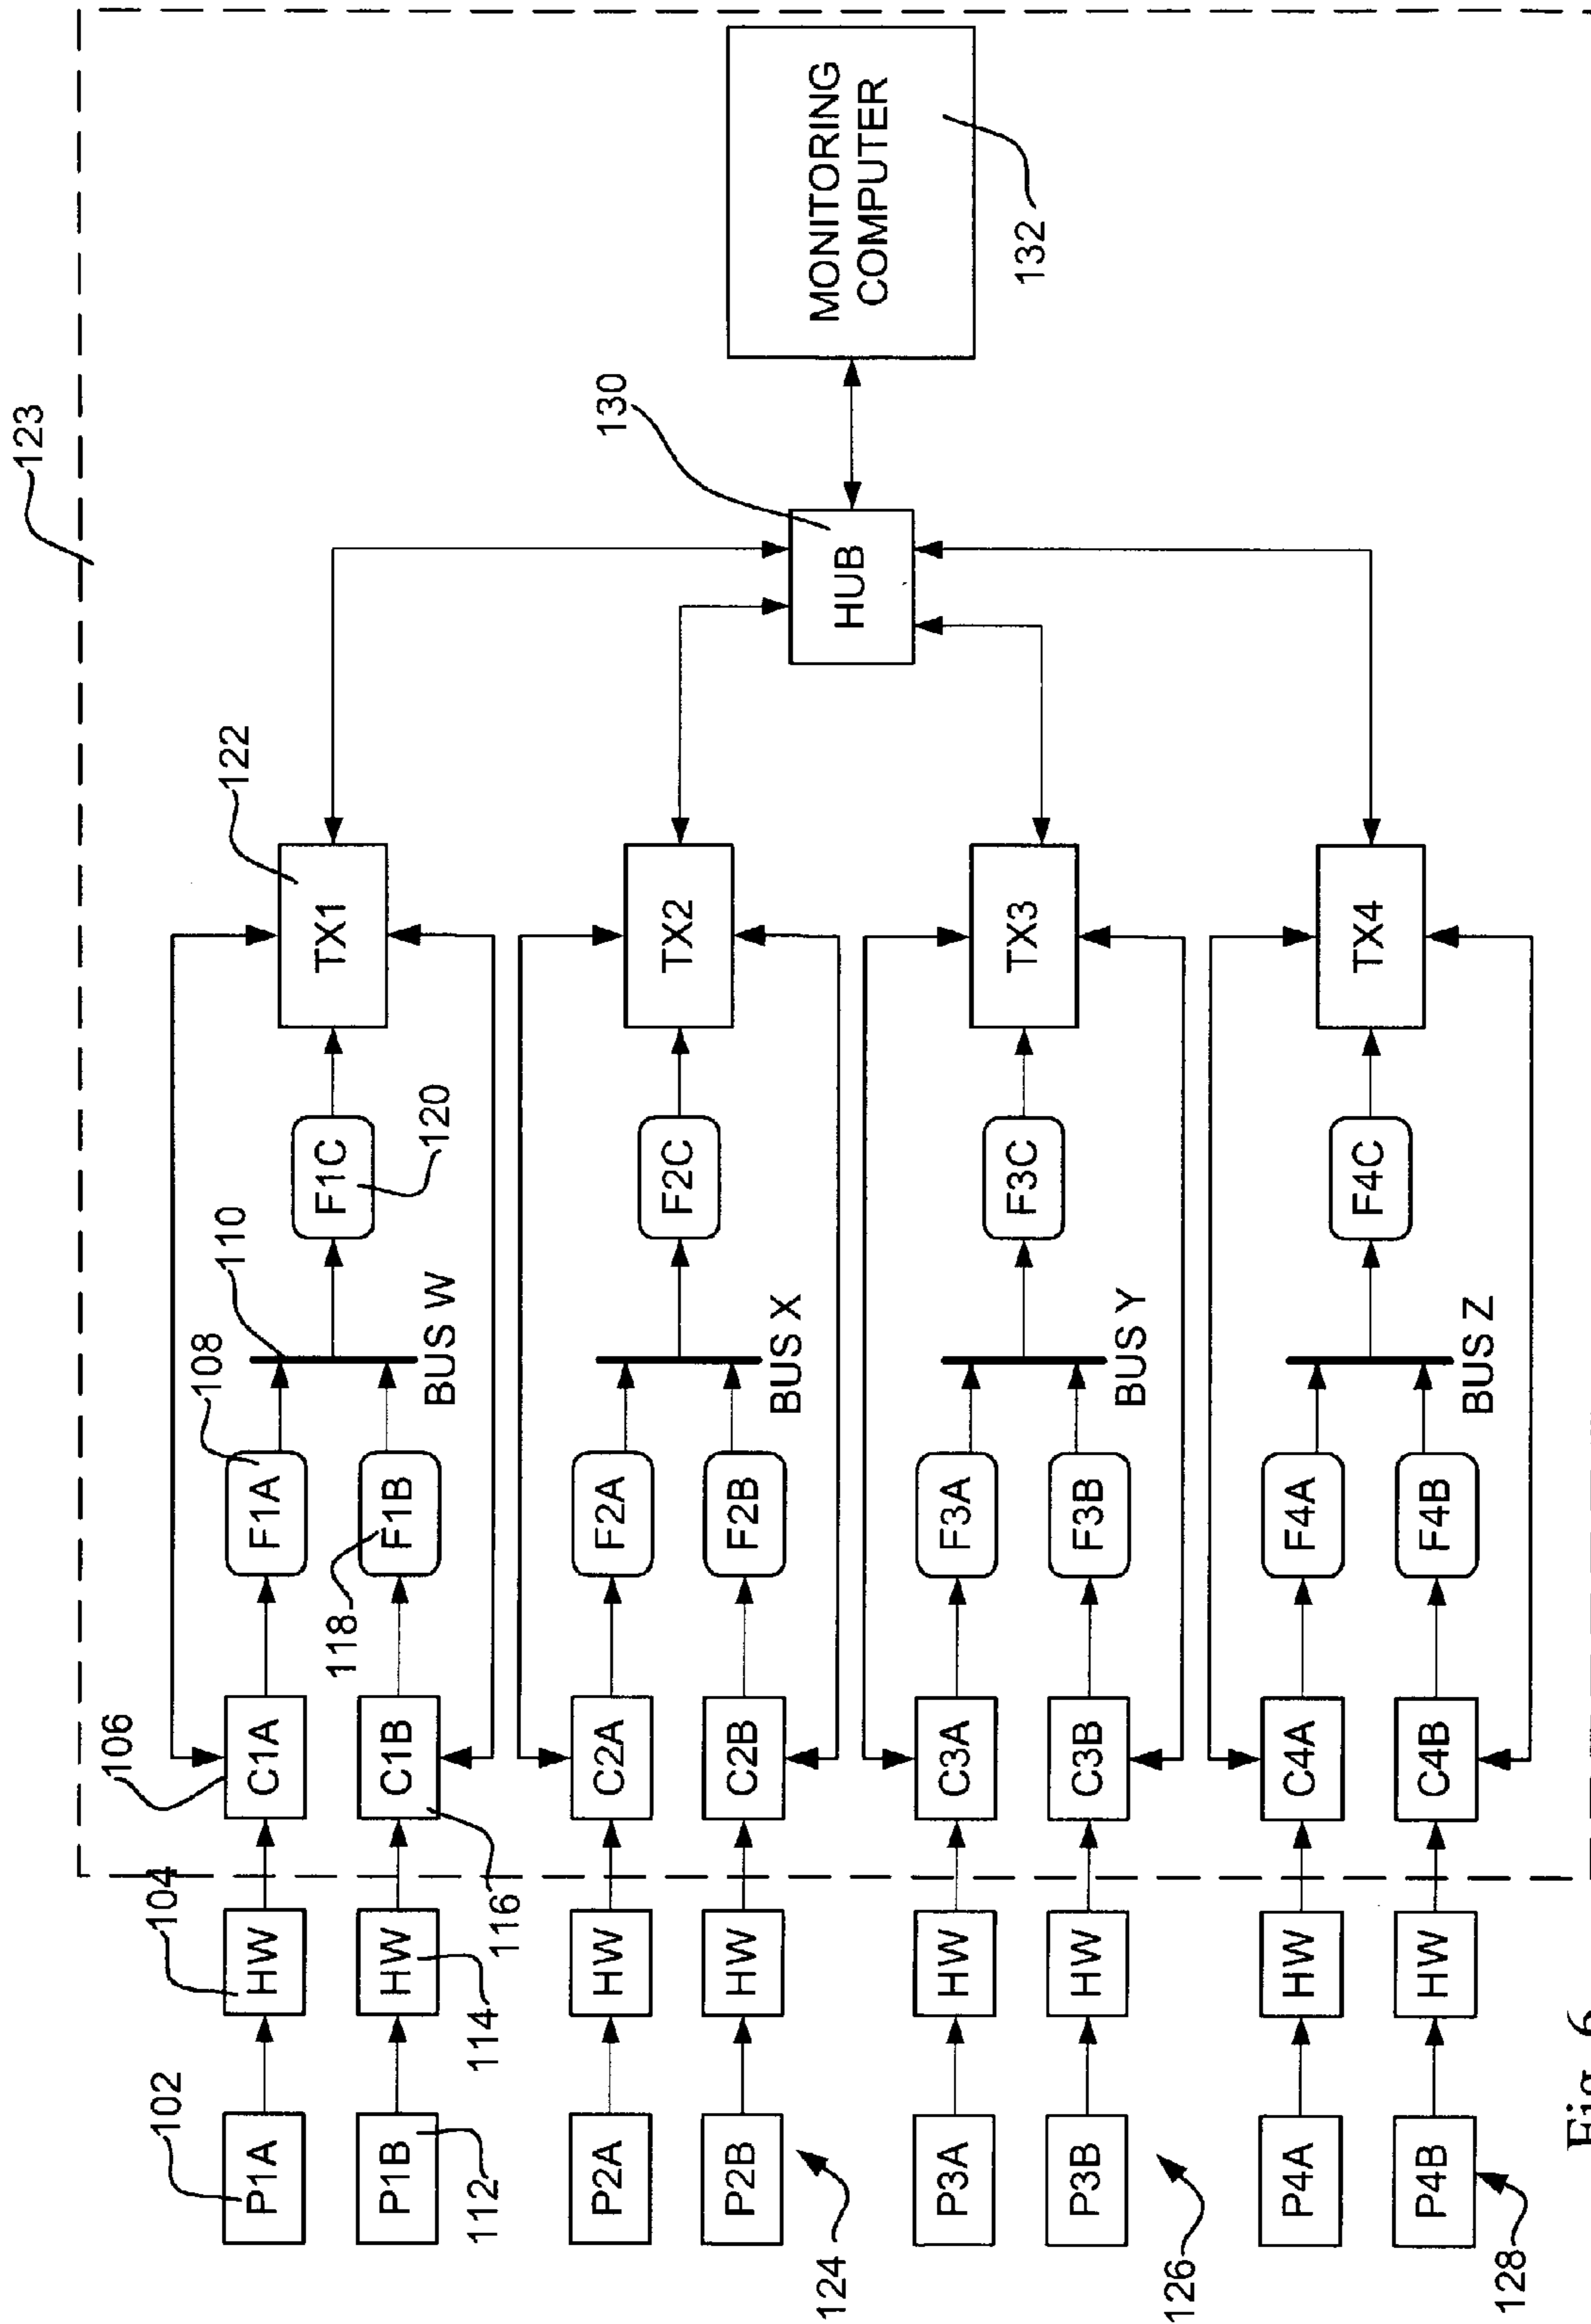 123
102
P1A
104
HW
106
C1A
108
F1A
110
BUS W
F1C
120
122
TX1
112
P1B
114
HW
116
C1B
118
F1B
124
P2A
HW
C2A
F2A
BUS X
F2C
TX2
P2B
HW
C2B
F2B
130
HUB
MONITORING
COMPUTER
132
126
P3A
HW
C3A
F3A
BUS Y
F3C
TX3
P3B
HW
C3B
F3B
128
P4A
HW
C4A
F4A
BUS Z
F4C
TX4
P4B
HW
C4B
F4B
Fig. 6